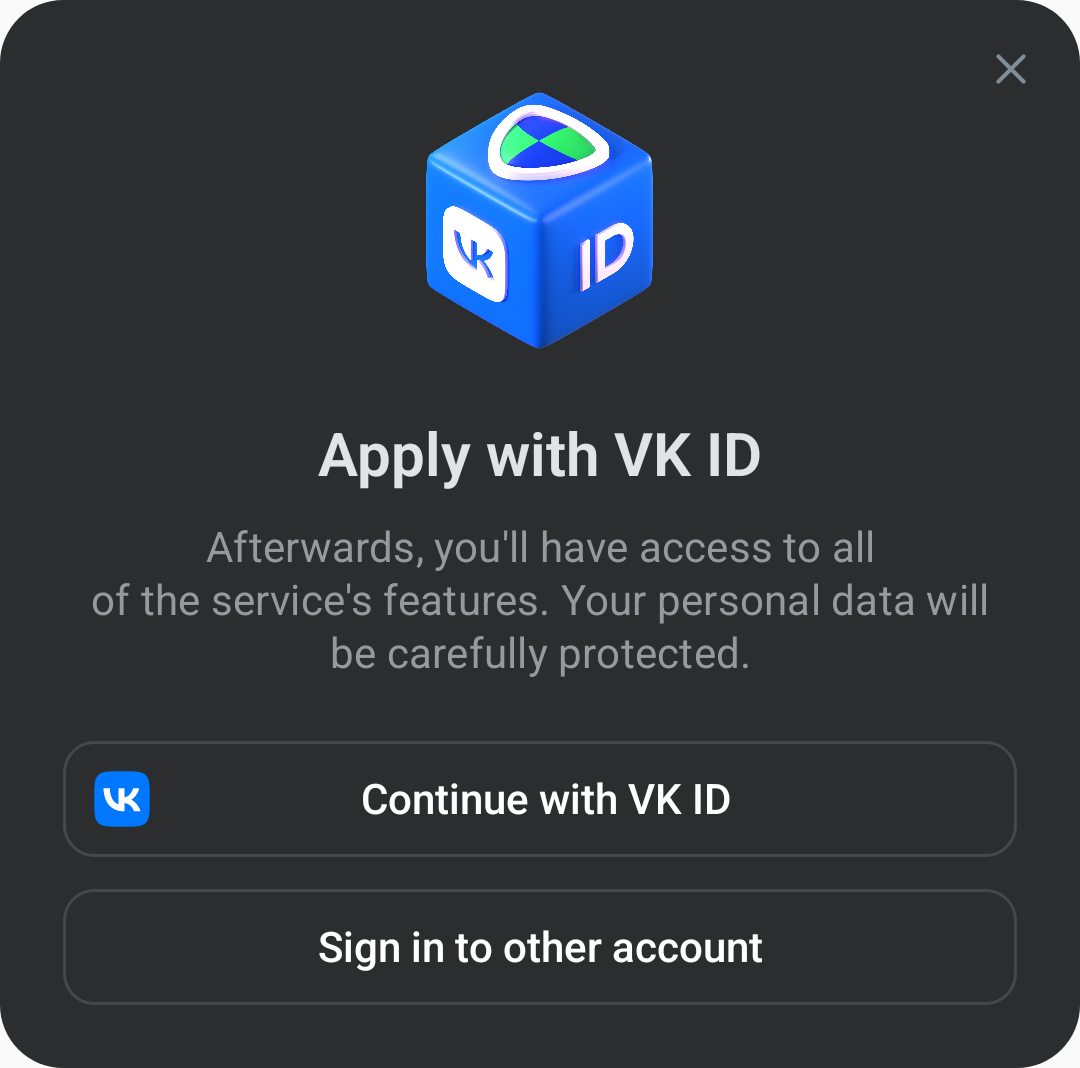 VK
ID
Apply with VK ID
Afterwards, you'll have access to all
of the service's features. Your personal data will
be carefully protected.
VK
Continue with VK ID
Sign in to other account